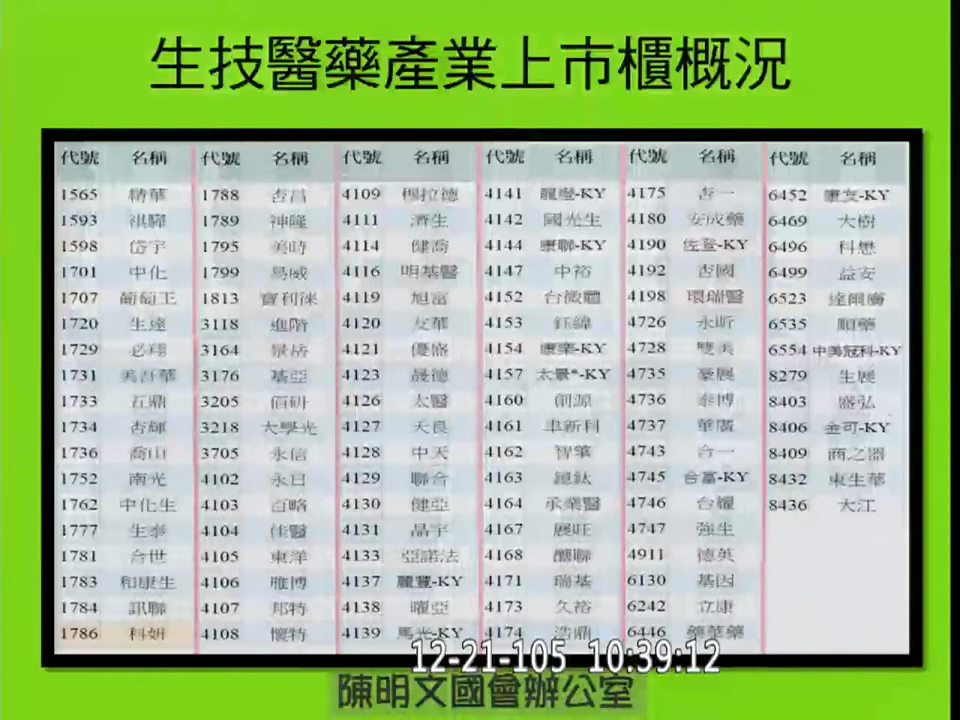 生技醫藥產業上市櫃概況
代號 名稱 代號 名稱 代號 名稱 代號 名稱 代號 名稱 代號 名稱
1565 精華 1788 杏昌 4109 穆拉德 4141 龍燈-KY 4175 杏一 6452 康友-KY
1593 祺驊 1789 神隆 4111 濟生 4142 國光生 4180 安成藥 6469 大樹
1598 岱宇 1795 美時 4114 健喬 4144 康聯-KY 4190 佐登-KY 6496 科懋
1701 中化 1799 易威 4116 明基醫 4147 中裕 4192 杏國 6499 益安
1707 葡萄王 1813 寶利徠 4119 旭富 4152 台微體 4198 環瑞醫 6523 達爾膚
1720 生達 3118 進階 4120 友華 4153 鈺緯 4726 永昕 6535 順藥
1729 必翔 3164 景岳 4121 優盛 4154 康樂-KY 4728 雙美 6554 中美冠科-KY
1731 美吾華 3176 基亞 4123 晟德 4157 太景*-KY 4735 豪展 8279 生展
1733 五鼎 3205 佰研 4126 太醫 4160 創源 4736 泰博 8403 盛弘
1734 杏輝 3218 大學光 4127 天良 4161 聿新科 4737 華廣 8406 金可-KY
1736 喬山 3705 永信 4128 中天 4162 智擎 4743 合一 8409 商之器
1752 南光 4102 永日 4129 聯合 4163 鐿鈦 4745 合富-KY 8432 東生華
1762 中化生 4103 百略 4130 健亞 4164 承業醫 4746 台耀 8436 大江
1777 生泰 4104 佳醫 4131 晶宇 4167 展旺 4747 強生
1781 合世 4105 東洋 4133 亞諾法 4168 醣聯 4911 德英
1783 和康生 4106 雅博 4137 麗豐-KY 4171 瑞基 6130 基因
1784 訊聯 4107 邦特 4138 曜亞 4173 久裕 6242 立康
1786 科妍 4108 懷特 4139 馬光-KY 4174 浩鼎 6446 藥華藥
12-21-105 10:39:12
陳明文國會辦公室